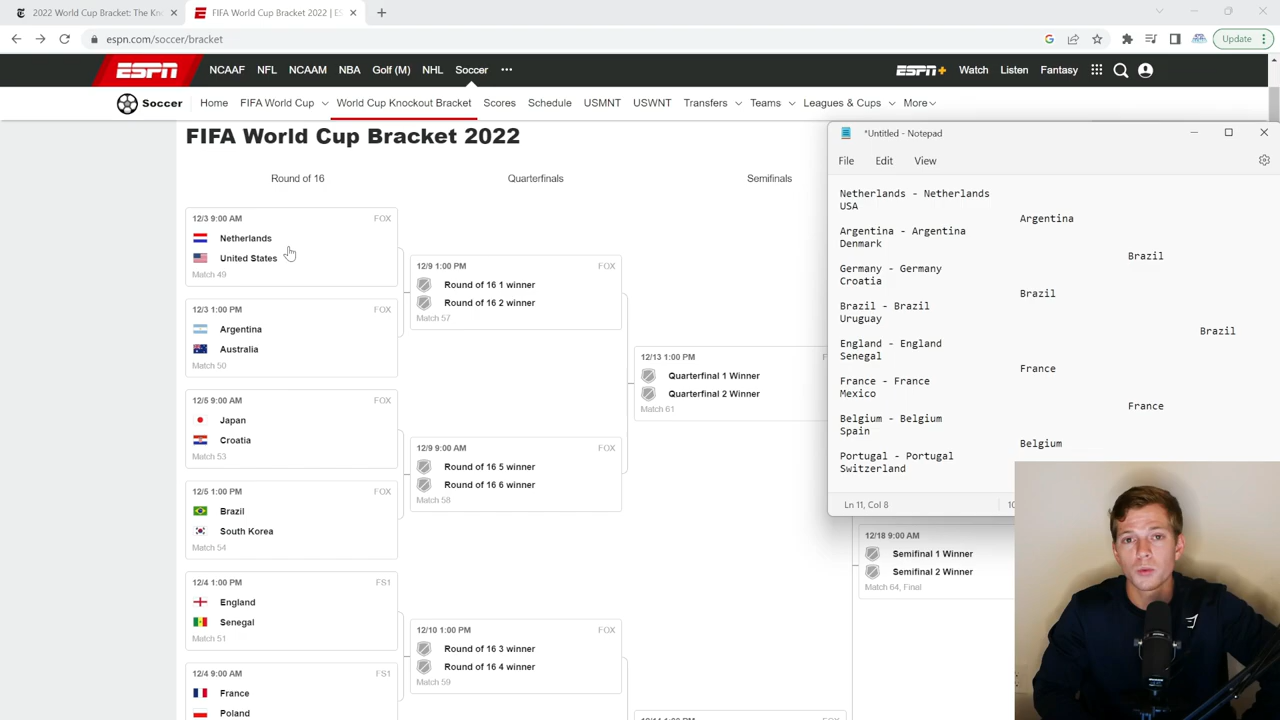 2022 World Cup Bracket: The Kn
FIFA World Cup Bracket 2022 | ES
espn.com/soccer/bracket
Update
ESPN
NCAAF
NFL
NCAAM
NBA
Golf (M)
NHL
Soccer
ESPN+
Watch
Listen
Fantasy
Soccer
Home
FIFA World Cup
World Cup Knockout Bracket
Scores
Schedule
USMNT
USWNT
Transfers
Teams
Leagues & Cups
More
FIFA World Cup Bracket 2022
Round of 16
Quarterfinals
Semifinals
12/3 9:00 AM FOX
Netherlands
United States
Match 49
12/3 1:00 PM FOX
Argentina
Australia
Match 50
12/5 9:00 AM FOX
Japan
Croatia
Match 53
12/5 1:00 PM FOX
Brazil
South Korea
Match 54
12/4 1:00 PM FS1
England
Senegal
Match 51
12/4 9:00 AM FS1
France
Poland
12/9 1:00 PM FOX
Round of 16 1 winner
Round of 16 2 winner
Match 57
12/9 9:00 AM FOX
Round of 16 5 winner
Round of 16 6 winner
Match 58
12/10 1:00 PM FOX
Round of 16 3 winner
Round of 16 4 winner
Match 59
12/13 1:00 PM
Quarterfinal 1 Winner
Quarterfinal 2 Winner
Match 61
12/18 9:00 AM
Semifinal 1 Winner
Semifinal 2 Winner
Match 64, Final
*Untitled - Notepad
File
Edit
View
Netherlands - Netherlands
USA
Argentina
Argentina - Argentina
Denmark
Brazil
Germany - Germany
Croatia
Brazil
Brazil - Brazil
Uruguay
Brazil
England - England
Senegal
France
France - France
Mexico
France
Belgium - Belgium
Spain
Belgium
Portugal - Portugal
Switzerland
Ln 11, Col 8